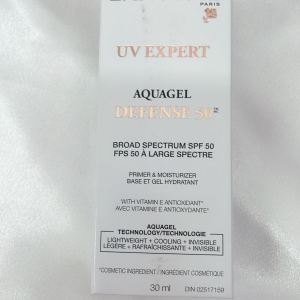 PARIS
UV EXPERT
AQUAGEL
DEFENSE 50™
BROAD SPECTRUM SPF 50
FPS 50 À LARGE SPECTRE
PRIMER & MOISTURIZER
BASE ET GEL HYDRATANT
WITH VITAMIN E ANTIOXIDANT*
AVEC VITAMINE E ANTIOXYDANTE*
AQUAGEL
TECHNOLOGY/TECHNOLOGIE
LIGHTWEIGHT + COOLING + INVISIBLE
LÉGÈRE + RAFRAÎCHISSANTE + INVISIBLE
*COSMETIC INGREDIENT / INGRÉDIENT COSMÉTIQUE
30 ml
DIN 02517159